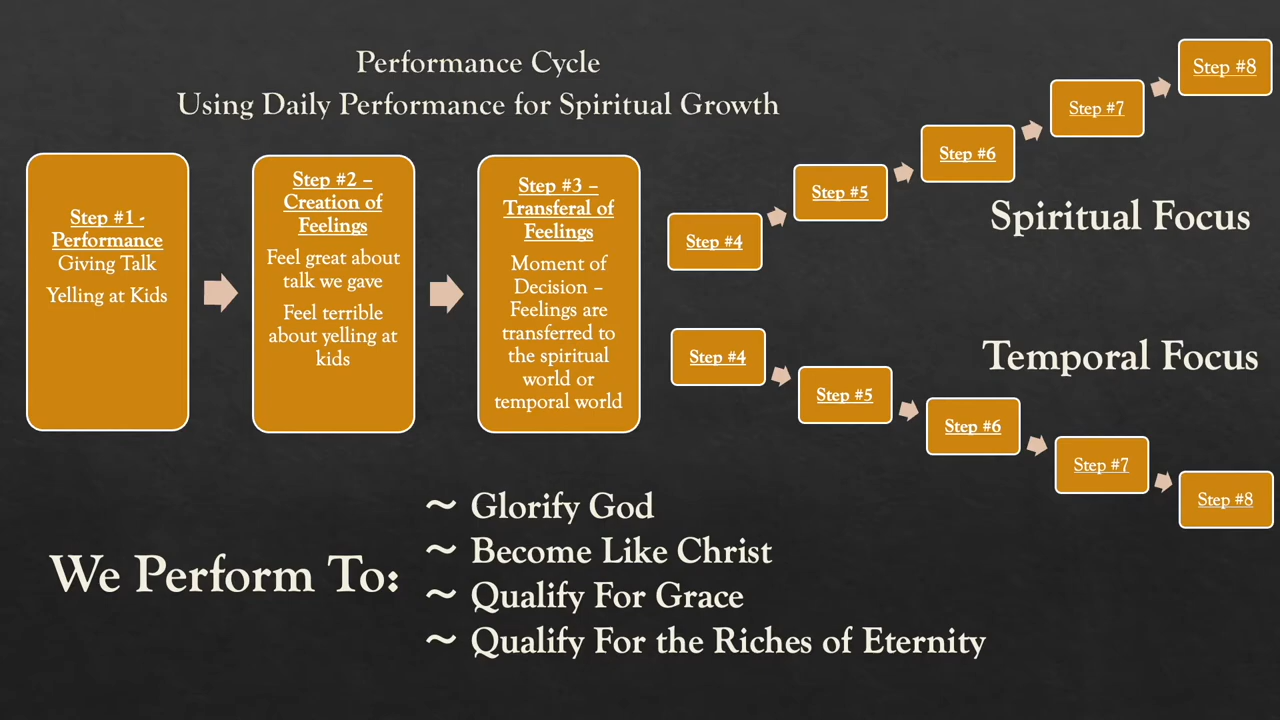 Performance Cycle
Using Daily Performance for Spiritual Growth
Step #1 -
Performance
Giving Talk
Yelling at Kids
Step #2 –
Creation of
Feelings
Feel great about
talk we gave
Feel terrible
about yelling at
kids
Step #3 –
Transferal of
Feelings
Moment of
Decision –
Feelings are
transferred to
the spiritual
world or
temporal world
Step #4
Step #5
Step #6
Step #7
Step #8
Spiritual Focus
Step #4
Step #5
Step #6
Step #7
Step #8
Temporal Focus
We Perform To:
~ Glorify God
~ Become Like Christ
~ Qualify For Grace
~ Qualify For the Riches of Eternity